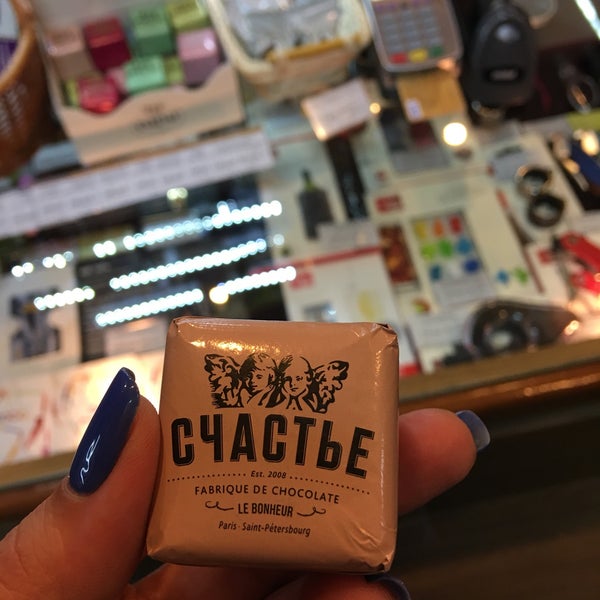 СЧАСТЬЕ
Est. 2008
FABRIQUE DE CHOCOLATE
LE BONHEUR
Paris · Saint-Pétersbourg